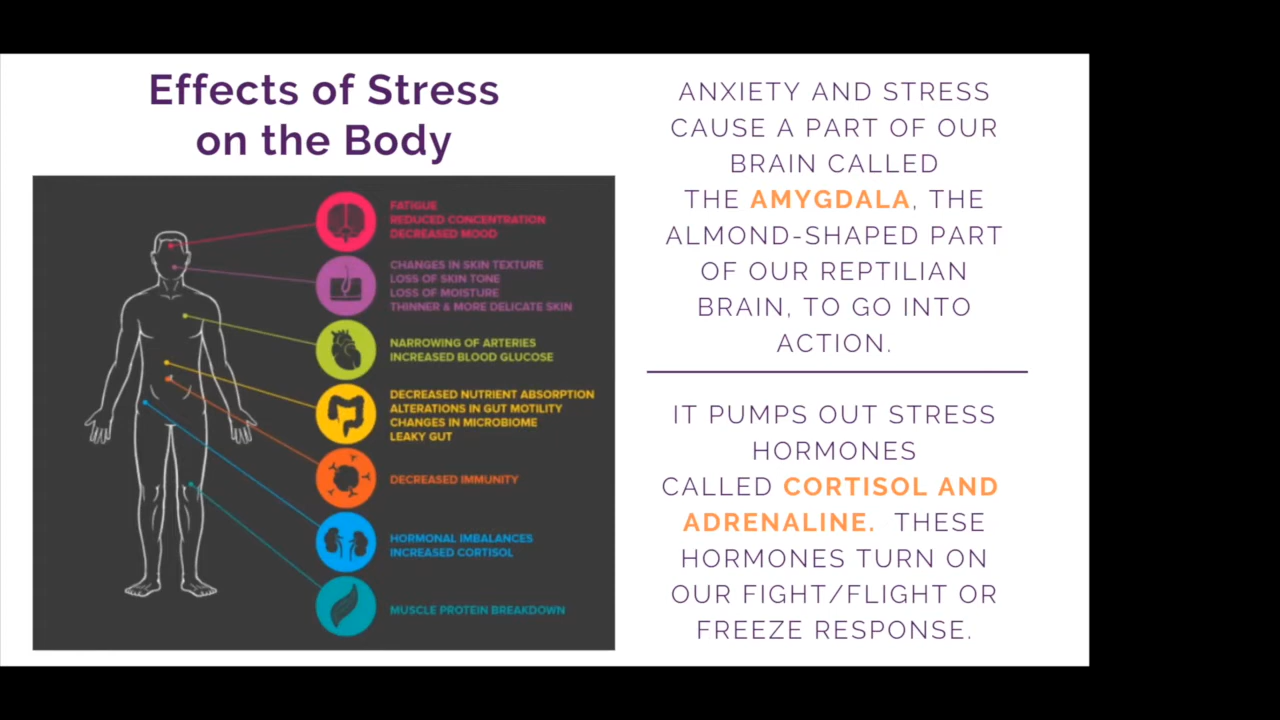 Effects of Stress
on the Body
FATIGUE
REDUCED CONCENTRATION
DECREASED MOOD
CHANGES IN SKIN TEXTURE
LOSS OF SKIN TONE
LOSS OF MOISTURE
THINNER & MORE DELICATE SKIN
NARROWING OF ARTERIES
INCREASED BLOOD GLUCOSE
DECREASED NUTRIENT ABSORPTION
ALTERATIONS IN GUT MOTILITY
CHANGES IN MICROBIOME
LEAKY GUT
DECREASED IMMUNITY
HORMONAL IMBALANCES
INCREASED CORTISOL
MUSCLE PROTEIN BREAKDOWN
ANXIETY AND STRESS
CAUSE A PART OF OUR
BRAIN CALLED
THE AMYGDALA, THE
ALMOND-SHAPED PART
OF OUR REPTILIAN
BRAIN, TO GO INTO
ACTION.
IT PUMPS OUT STRESS
HORMONES
CALLED CORTISOL AND
ADRENALINE. THESE
HORMONES TURN ON
OUR FIGHT/FLIGHT OR
FREEZE RESPONSE.